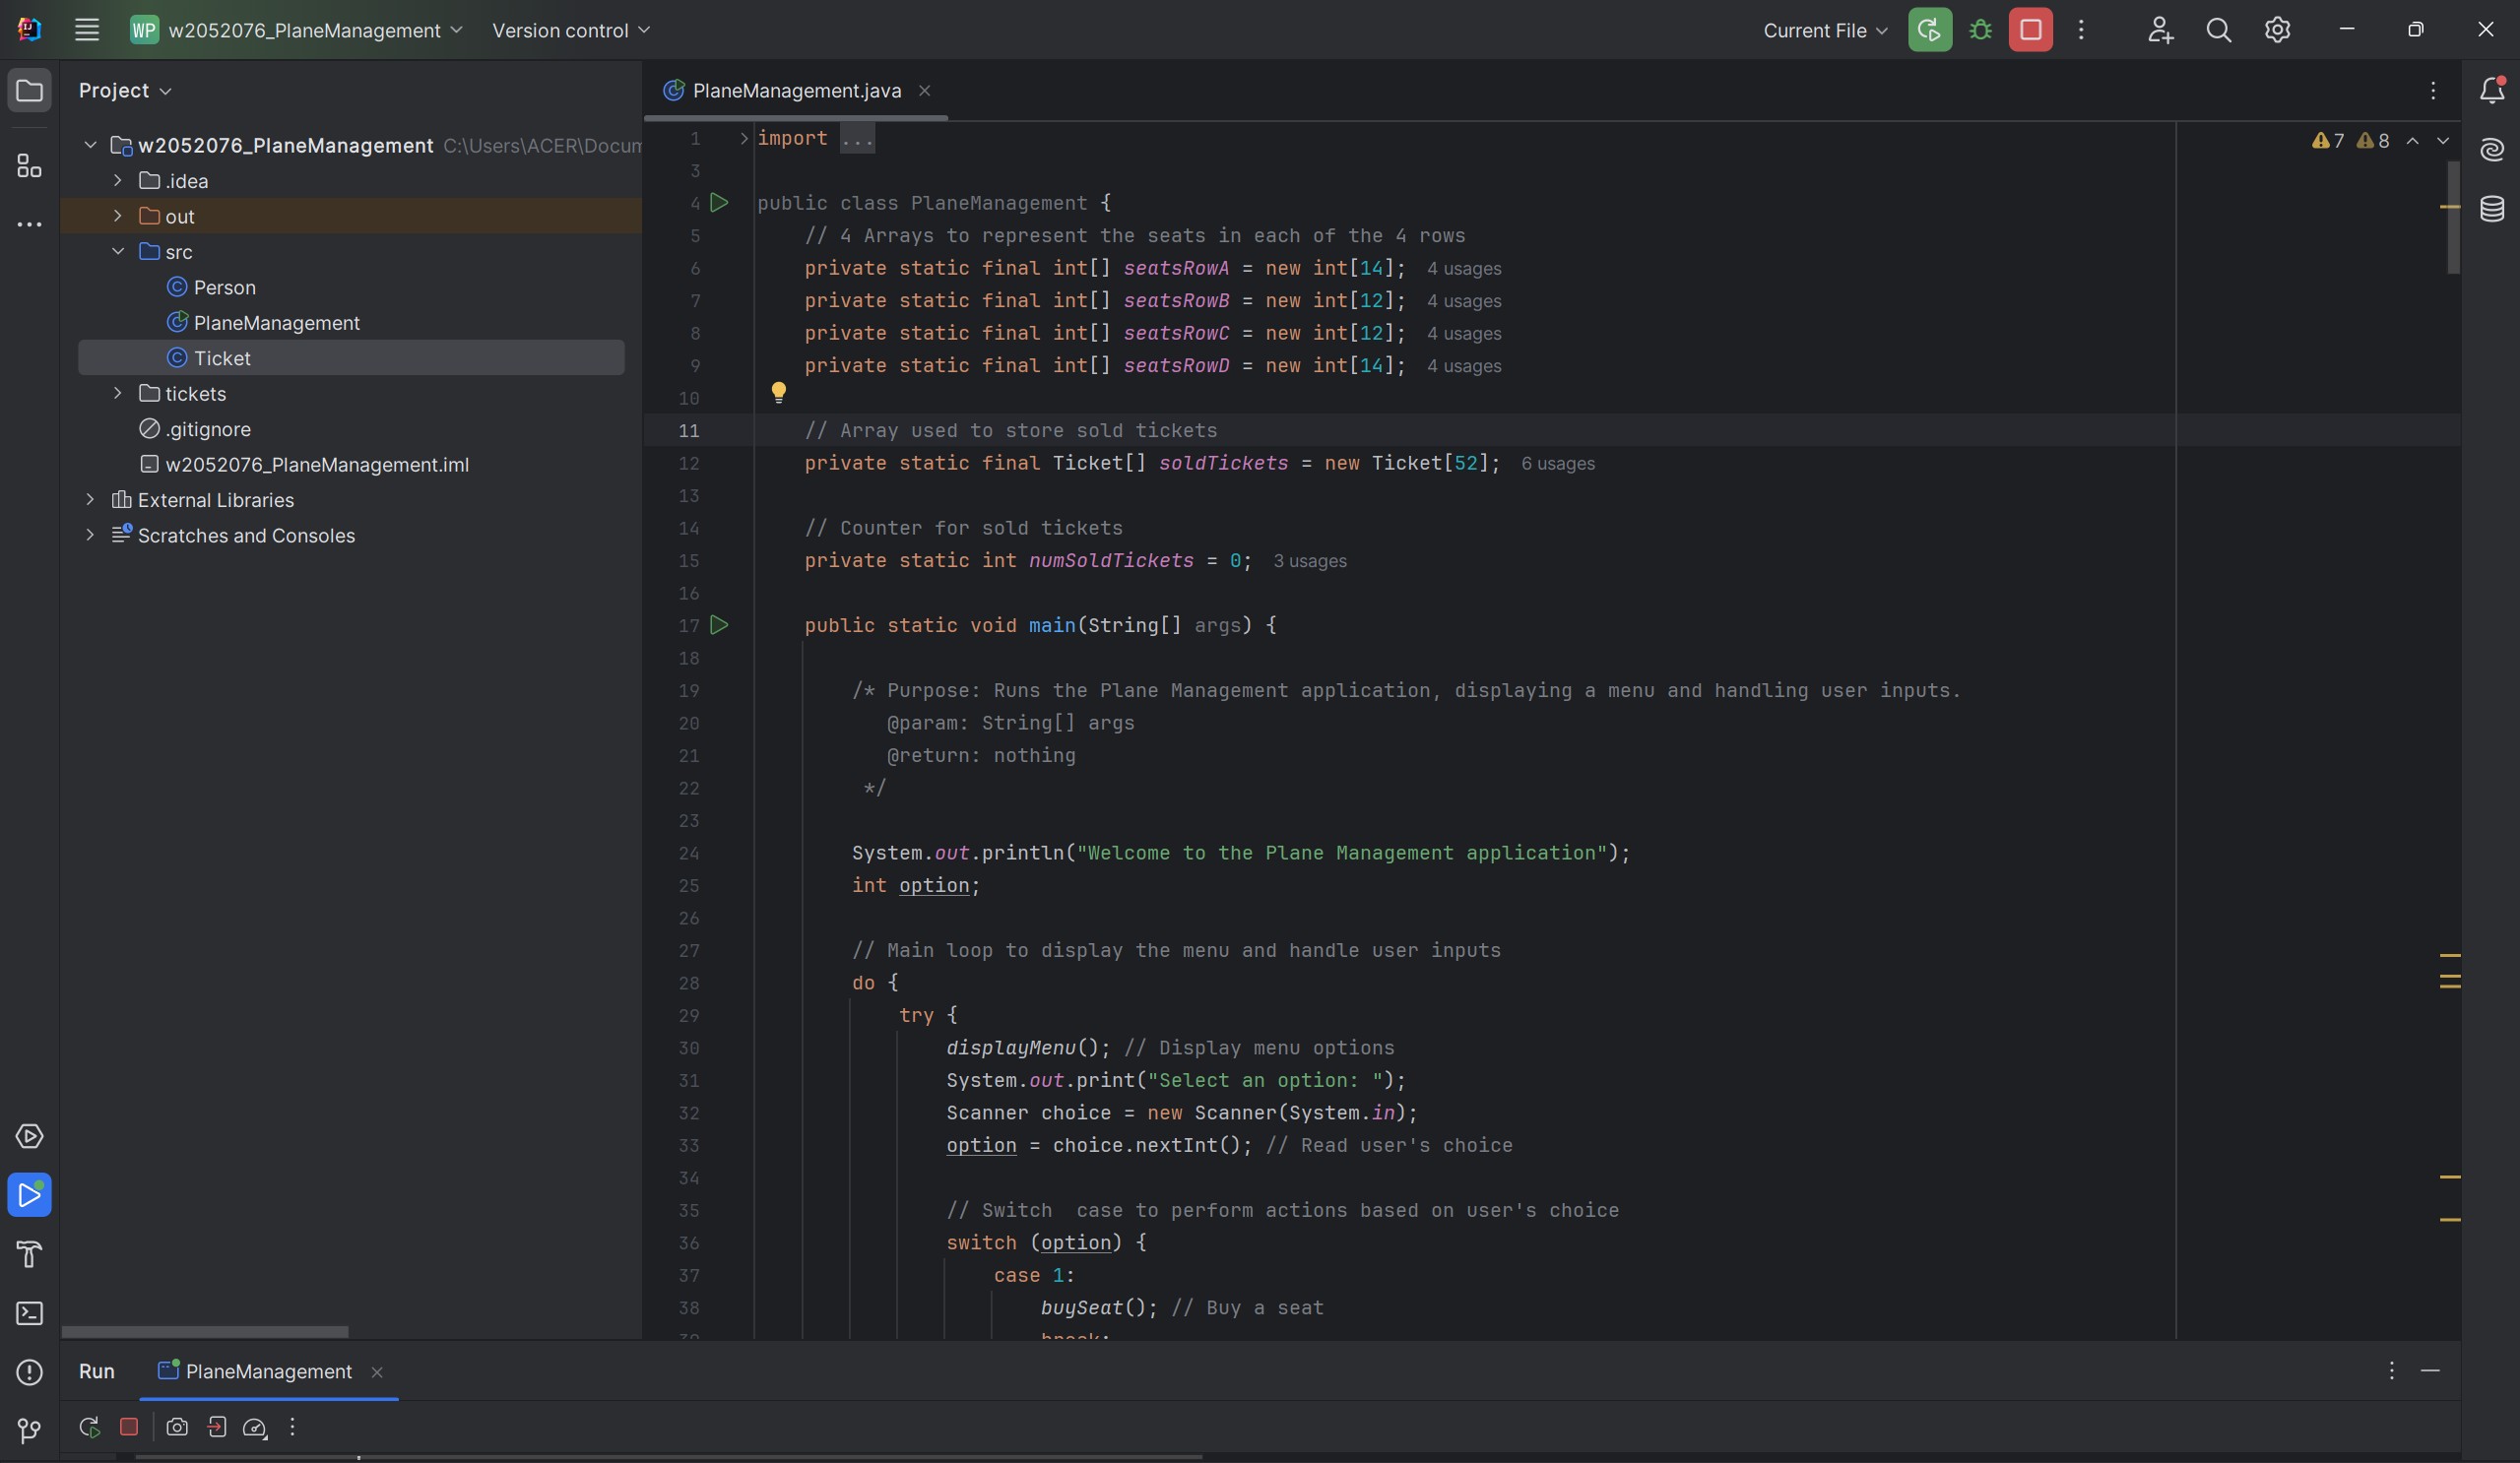 WP w2052076_PlaneManagement Version control Current File
Project
w2052076_PlaneManagement C:\Users\ACER\Docum
.idea
out
src
Person
PlaneManagement
Ticket
tickets
.gitignore
w2052076_PlaneManagement.iml
External Libraries
Scratches and Consoles
PlaneManagement.java
7 8
1 import ...
3
4 public class PlaneManagement {
5 // 4 Arrays to represent the seats in each of the 4 rows
6 private static final int[] seatsRowA = new int[14]; 4 usages
7 private static final int[] seatsRowB = new int[12]; 4 usages
8 private static final int[] seatsRowC = new int[12]; 4 usages
9 private static final int[] seatsRowD = new int[14]; 4 usages
10
11 // Array used to store sold tickets
12 private static final Ticket[] soldTickets = new Ticket[52]; 6 usages
13
14 // Counter for sold tickets
15 private static int numSoldTickets = 0; 3 usages
16
17 public static void main(String[] args) {
18
19 /* Purpose: Runs the Plane Management application, displaying a menu and handling user inputs.
20 @param: String[] args
21 @return: nothing
22 */
23
24 System.out.println("Welcome to the Plane Management application");
25 int option;
26
27 // Main loop to display the menu and handle user inputs
28 do {
29 try {
30 displayMenu(); // Display menu options
31 System.out.print("Select an option: ");
32 Scanner choice = new Scanner(System.in);
33 option = choice.nextInt(); // Read user's choice
34
35 // Switch  case to perform actions based on user's choice
36 switch (option) {
37 case 1:
38 buySeat(); // Buy a seat
39 break;
Run PlaneManagement